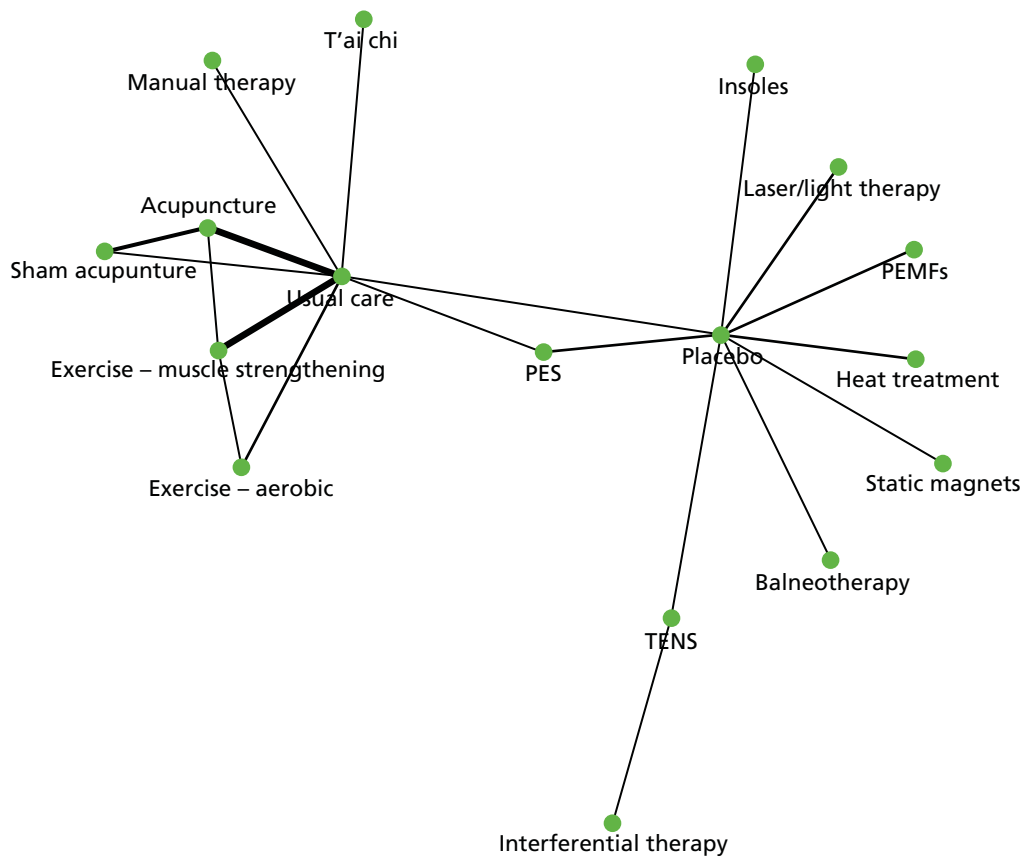 T’ai chi
Manual therapy
Insoles
Laser/light therapy
Acupuncture
Sham acupunture
PEMFs
Usual care
Placebo
Exercise – muscle strengthening
PES
Heat treatment
Exercise – aerobic
Static magnets
Balneotherapy
TENS
Interferential therapy